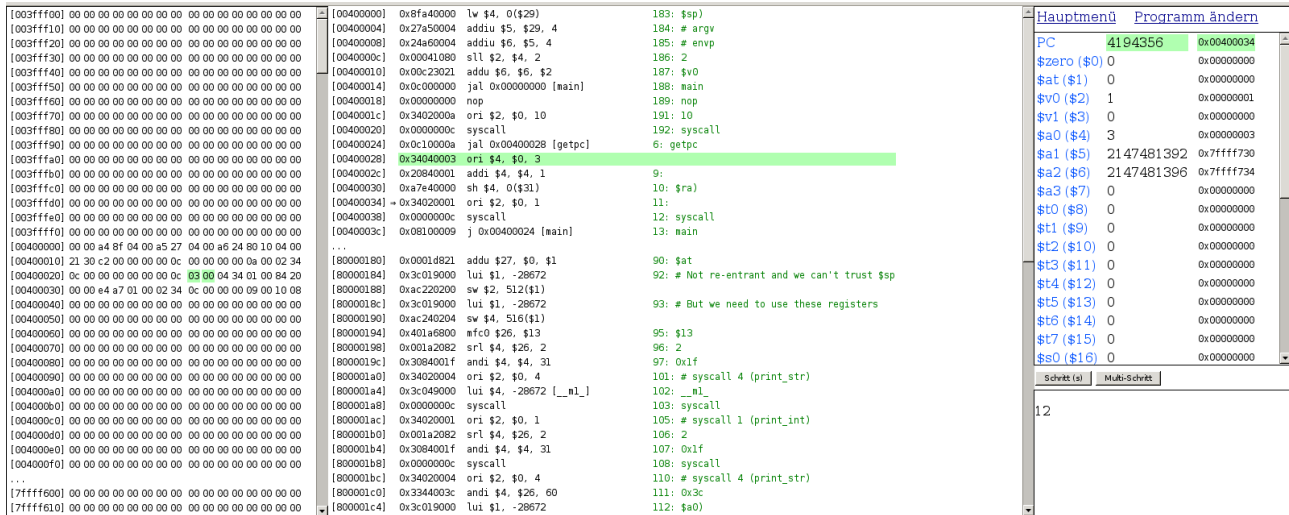 [003fff00] 00 00 00 00 00 00 00 00 00 00 00 00 00 00 00 00
[003fff10] 00 00 00 00 00 00 00 00 00 00 00 00 00 00 00 00
[003fff20] 00 00 00 00 00 00 00 00 00 00 00 00 00 00 00 00
[003fff30] 00 00 00 00 00 00 00 00 00 00 00 00 00 00 00 00
[003fff40] 00 00 00 00 00 00 00 00 00 00 00 00 00 00 00 00
[003fff50] 00 00 00 00 00 00 00 00 00 00 00 00 00 00 00 00
[003fff60] 00 00 00 00 00 00 00 00 00 00 00 00 00 00 00 00
[003fff70] 00 00 00 00 00 00 00 00 00 00 00 00 00 00 00 00
[003fff80] 00 00 00 00 00 00 00 00 00 00 00 00 00 00 00 00
[003fff90] 00 00 00 00 00 00 00 00 00 00 00 00 00 00 00 00
[003fffa0] 00 00 00 00 00 00 00 00 00 00 00 00 00 00 00 00
[003fffb0] 00 00 00 00 00 00 00 00 00 00 00 00 00 00 00 00
[003fffc0] 00 00 00 00 00 00 00 00 00 00 00 00 00 00 00 00
[003fffd0] 00 00 00 00 00 00 00 00 00 00 00 00 00 00 00 00
[003fffe0] 00 00 00 00 00 00 00 00 00 00 00 00 00 00 00 00
[003ffff0] 00 00 00 00 00 00 00 00 00 00 00 00 00 00 00 00
[00400000] 00 00 a4 8f 04 00 a5 27 04 00 a6 24 80 10 04 00
[00400010] 21 30 c2 00 00 00 00 0c 00 00 00 00 0a 00 02 34
[00400020] 0c 00 00 00 00 00 00 0c 03 00 04 34 01 00 84 20
[00400030] 00 00 e4 a7 01 00 02 34 0c 00 00 00 09 00 10 08
[00400040] 00 00 00 00 00 00 00 00 00 00 00 00 00 00 00 00
[00400050] 00 00 00 00 00 00 00 00 00 00 00 00 00 00 00 00
[00400060] 00 00 00 00 00 00 00 00 00 00 00 00 00 00 00 00
[00400070] 00 00 00 00 00 00 00 00 00 00 00 00 00 00 00 00
[00400080] 00 00 00 00 00 00 00 00 00 00 00 00 00 00 00 00
[00400090] 00 00 00 00 00 00 00 00 00 00 00 00 00 00 00 00
[004000a0] 00 00 00 00 00 00 00 00 00 00 00 00 00 00 00 00
[004000b0] 00 00 00 00 00 00 00 00 00 00 00 00 00 00 00 00
[004000c0] 00 00 00 00 00 00 00 00 00 00 00 00 00 00 00 00
[004000d0] 00 00 00 00 00 00 00 00 00 00 00 00 00 00 00 00
[004000e0] 00 00 00 00 00 00 00 00 00 00 00 00 00 00 00 00
[004000f0] 00 00 00 00 00 00 00 00 00 00 00 00 00 00 00 00
...
[7ffff600] 00 00 00 00 00 00 00 00 00 00 00 00 00 00 00 00
[7ffff610] 00 00 00 00 00 00 00 00 00 00 00 00 00 00 00 00
[00400000] 0x8fa40000 lw $4, 0($29) 183: $sp)
[00400004] 0x27a50004 addiu $5, $29, 4 184: # argv
[00400008] 0x24a60004 addiu $6, $5, 4 185: # envp
[0040000c] 0x00041080 sll $2, $4, 2 186: 2
[00400010] 0x00c23021 addu $6, $6, $2 187: $v0
[00400014] 0x0c000000 jal 0x00000000 [main] 188: main
[00400018] 0x00000000 nop 189: nop
[0040001c] 0x3402000a ori $2, $0, 10 191: 10
[00400020] 0x0000000c syscall 192: syscall
[00400024] 0x0c10000a jal 0x00400028 [getpc] 6: getpc
[00400028] 0x34040003 ori $4, $0, 3
[0040002c] 0x20840001 addi $4, $4, 1 9:
[00400030] 0xa7e40000 sh $4, 0($31) 10: $ra)
[00400034] → 0x34020001 ori $2, $0, 1 11:
[00400038] 0x0000000c syscall 12: syscall
[0040003c] 0x08100009 j 0x00400024 [main] 13: main
...
[80000180] 0x0001d821 addu $27, $0, $1 90: $at
[80000184] 0x3c019000 lui $1, -28672 92: # Not re-entrant and we can't trust $sp
[80000188] 0xac220200 sw $2, 512($1)
[8000018c] 0x3c019000 lui $1, -28672 93: # But we need to use these registers
[80000190] 0xac240204 sw $4, 516($1)
[80000194] 0x401a6800 mfc0 $26, $13 95: $13
[80000198] 0x001a2082 srl $4, $26, 2 96: 2
[8000019c] 0x3084001f andi $4, $4, 31 97: 0x1f
[800001a0] 0x34020004 ori $2, $0, 4 101: # syscall 4 (print_str)
[800001a4] 0x3c049000 lui $4, -28672 [__m1_] 102: __m1_
[800001a8] 0x0000000c syscall 103: syscall
[800001ac] 0x34020001 ori $2, $0, 1 105: # syscall 1 (print_int)
[800001b0] 0x001a2082 srl $4, $26, 2 106: 2
[800001b4] 0x3084001f andi $4, $4, 31 107: 0x1f
[800001b8] 0x0000000c syscall 108: syscall
[800001bc] 0x34020004 ori $2, $0, 4 110: # syscall 4 (print_str)
[800001c0] 0x3344003c andi $4, $26, 60 111: 0x3c
[800001c4] 0x3c019000 lui $1, -28672 112: $a0)
Hauptmenü Programm ändern
PC 4194356 0x00400034
$zero ($0) 0 0x00000000
$at ($1) 0 0x00000000
$v0 ($2) 1 0x00000001
$v1 ($3) 0 0x00000000
$a0 ($4) 3 0x00000003
$a1 ($5) 2147481392 0x7ffff730
$a2 ($6) 2147481396 0x7ffff734
$a3 ($7) 0 0x00000000
$t0 ($8) 0 0x00000000
$t1 ($9) 0 0x00000000
$t2 ($10) 0 0x00000000
$t3 ($11) 0 0x00000000
$t4 ($12) 0 0x00000000
$t5 ($13) 0 0x00000000
$t6 ($14) 0 0x00000000
$t7 ($15) 0 0x00000000
$s0 ($16) 0 0x00000000
Schritt (s) Multi-Schritt
12